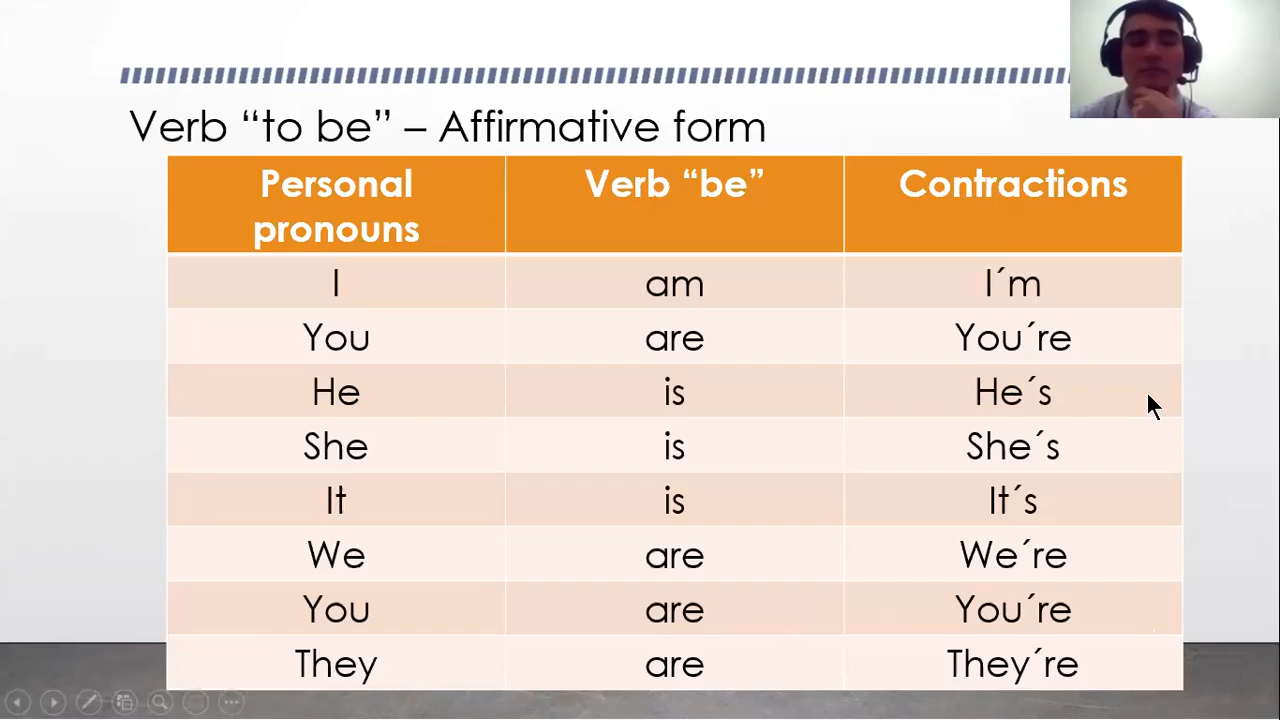 Verb “to be” – Affirmative form
Personal pronouns Verb “be” Contractions
I am I´m
You are You´re
He is He´s
She is She´s
It is It´s
We are We´re
You are You´re
They are They´re